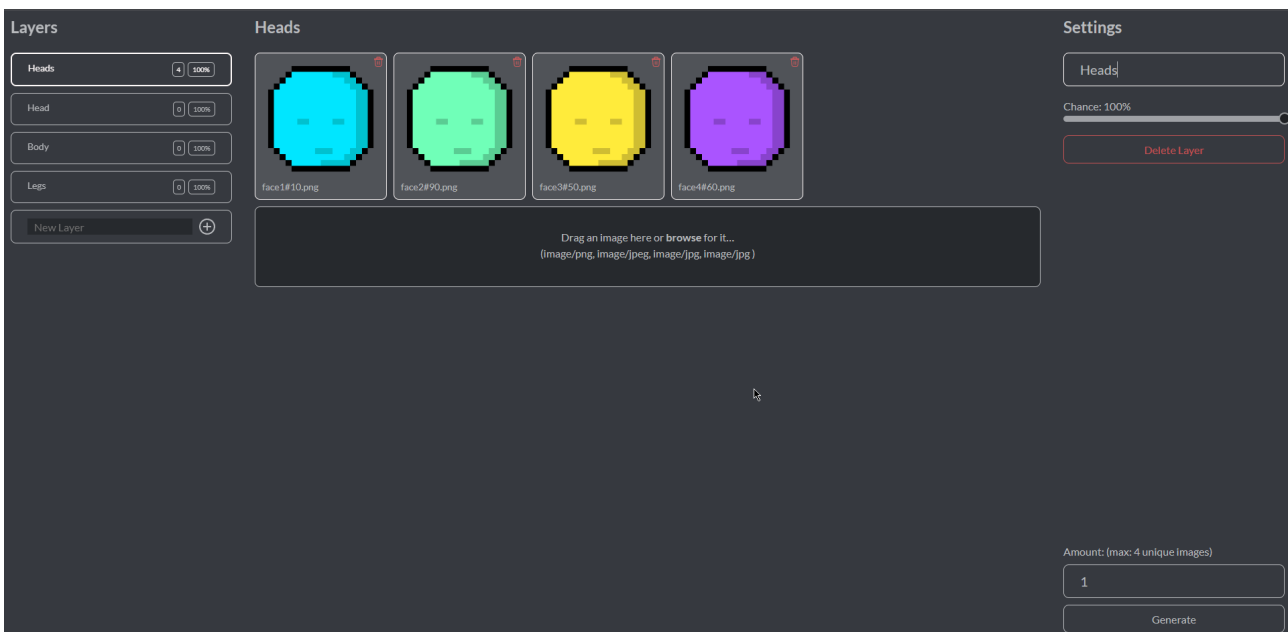 Layers
Heads
4 100%
Head
0 100%
Body
0 100%
Legs
0 100%
New Layer
Heads
face1#10.png
face2#90.png
face3#50.png
face4#60.png
Drag an image here or browse for it...
(image/png, image/jpeg, image/jpg, image/jpg )
Settings
Heads
Chance: 100%
Delete Layer
Amount: (max: 4 unique images)
1
Generate